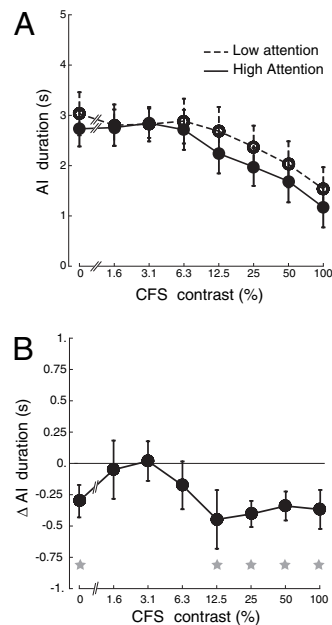 A
5
4
3
2
1
0
AI duration (s)
Low attention
High Attention
0 1.6 3.1 6.3 12.5 25 50 100
CFS contrast (%)
B
1.
0.75
0.5
0.25
0.
-0.25
-0.5
-0.75
-1.
Δ AI duration (s)
0 1.6 3.1 6.3 12.5 25 50 100
CFS contrast (%)